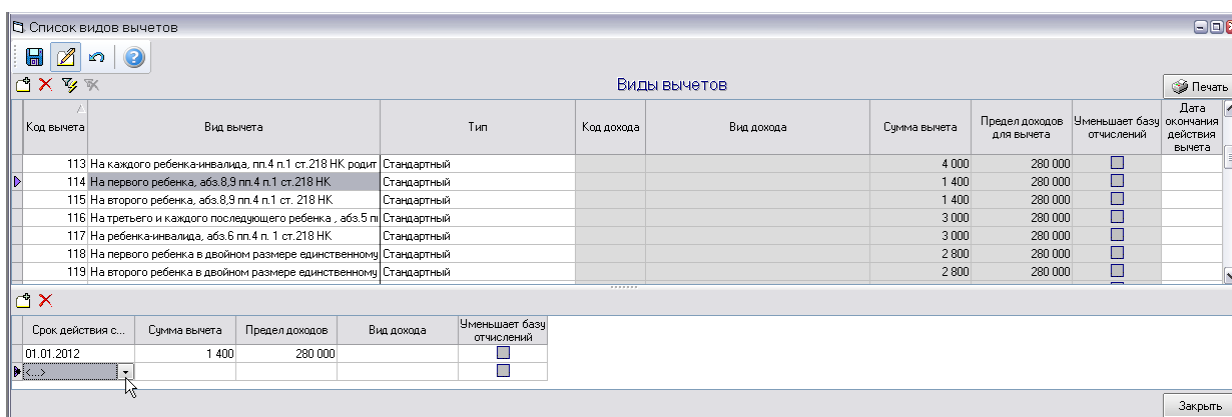 Список видов вычетов
Виды вычетов
Печать
Код вычета Вид вычета Тип Код дохода Вид дохода Сумма вычета Предел доходов для вычета Уменьшает базу отчислений Дата окончания действия вычета
113 На каждого ребенка-инвалида, пп.4 п.1 ст.218 НК родит Стандартный 4 000 280 000
114 На первого ребенка, абз.8,9 пп.4 п.1 ст.218 НК Стандартный 1 400 280 000
115 На второго ребенка, абз.8,9 пп.4 п.1 ст. 218 НК Стандартный 1 400 280 000
116 На третьего и каждого последующего ребенка , абз.5 пп Стандартный 3 000 280 000
117 На ребенка-инвалида, абз.6 пп.4 п. 1 ст.218 НК Стандартный 3 000 280 000
118 На первого ребенка в двойном размере единственному Стандартный 2 800 280 000
119 На второго ребенка в двойном размере единственному Стандартный 2 800 280 000
Срок действия с... Сумма вычета Предел доходов Вид дохода Уменьшает базу отчислений
01.01.2012 1 400 280 000
<...>
Закрыть